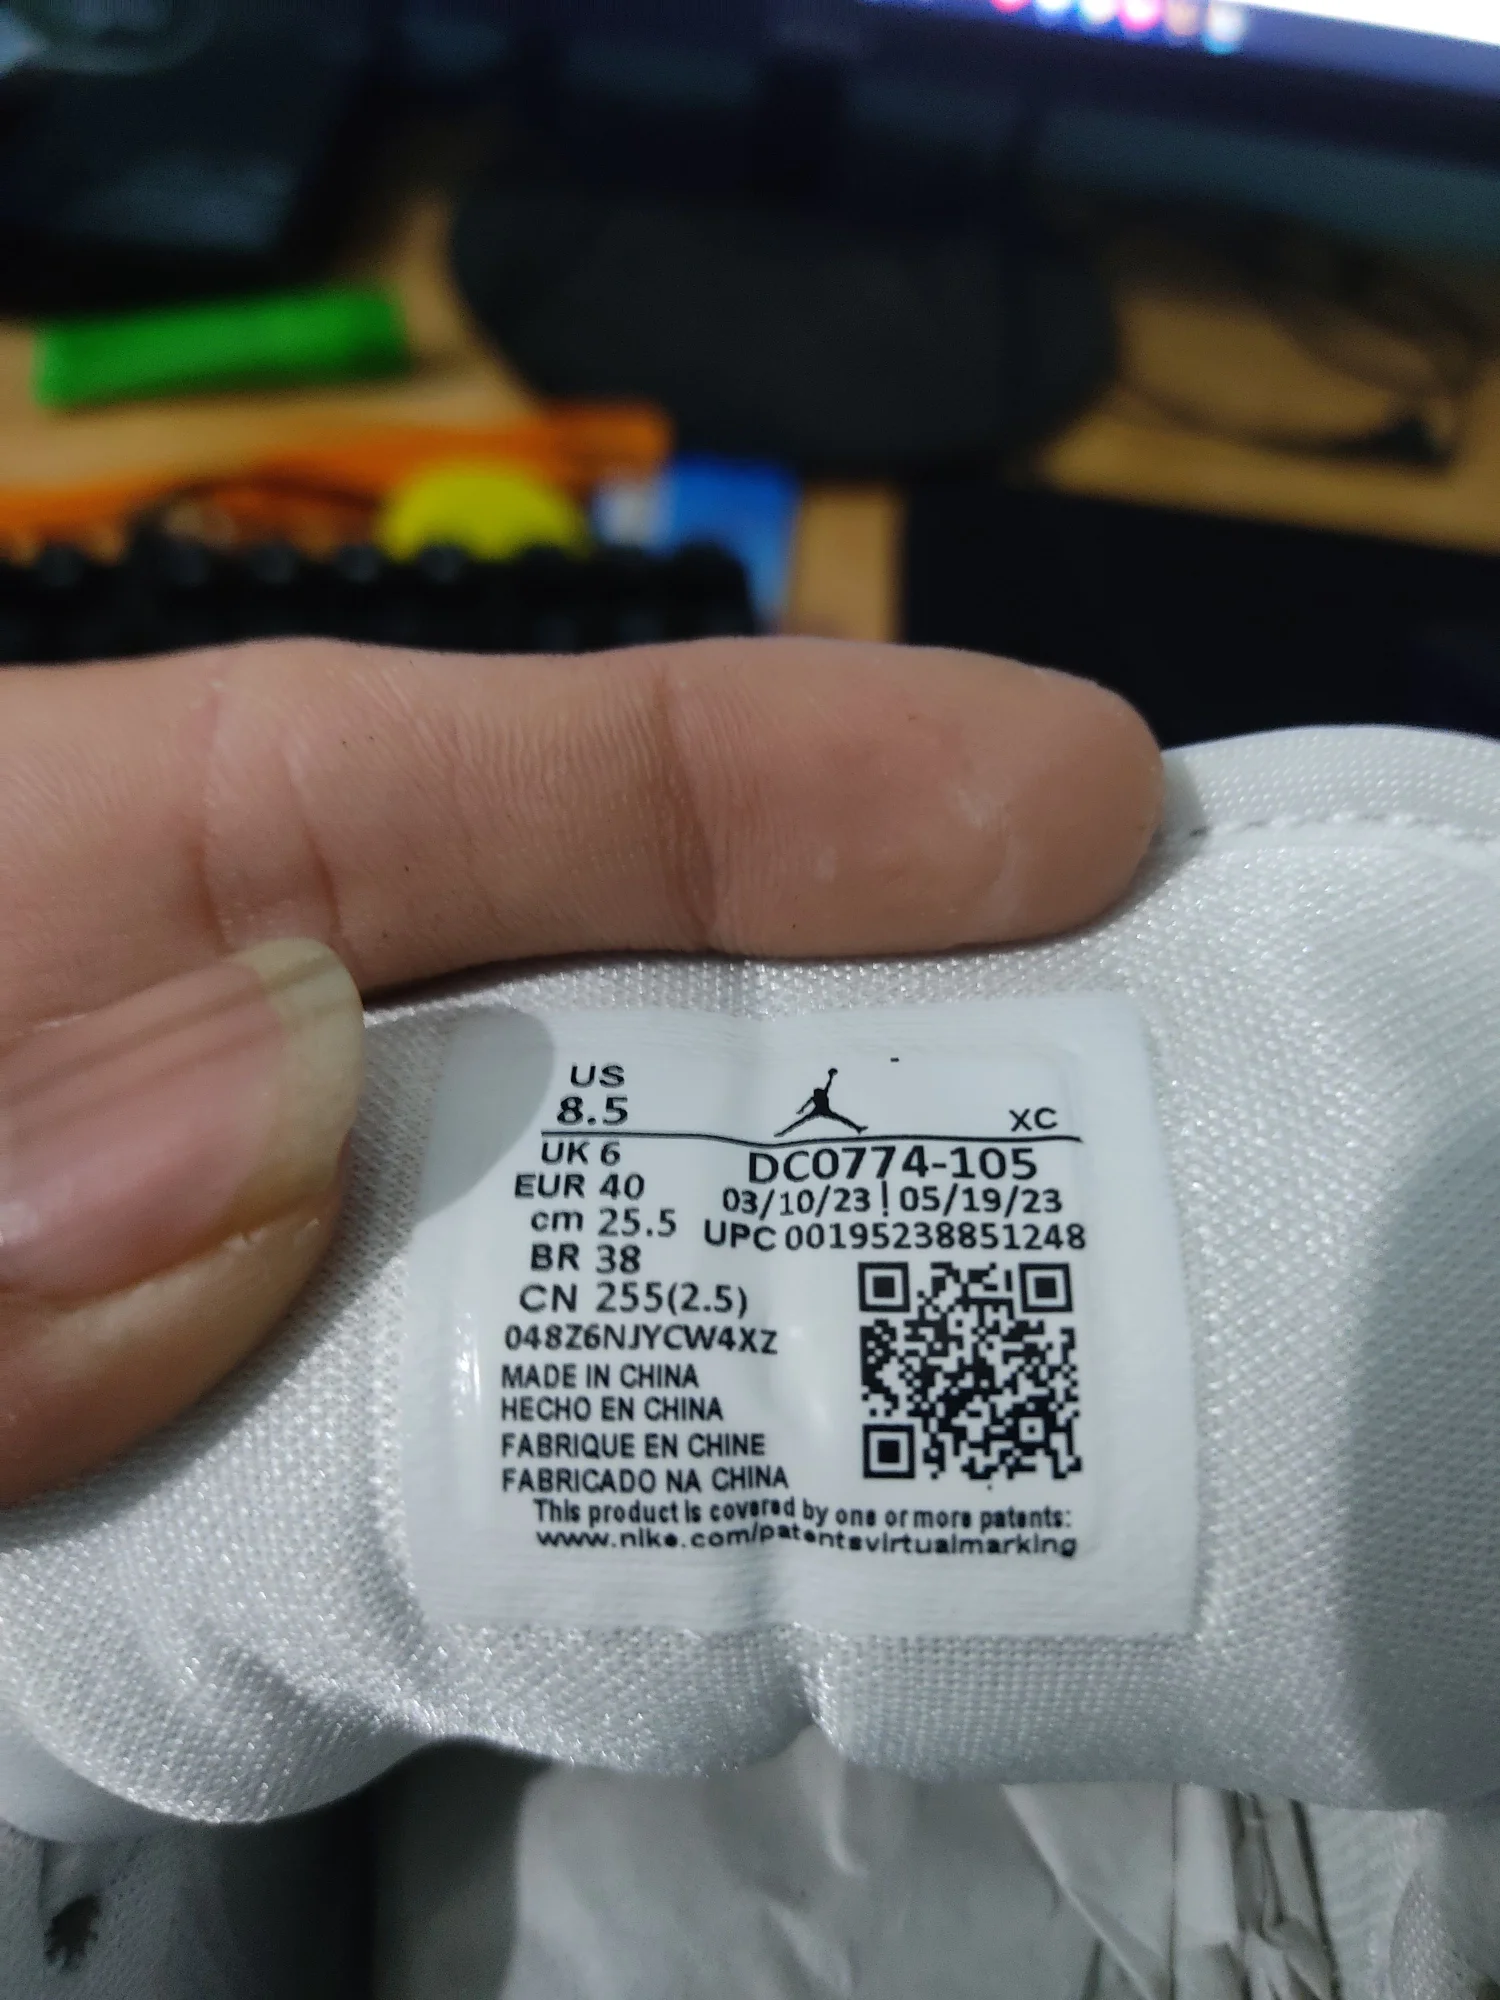 US
8.5
XC
UK 6
EUR 40
cm 25.5
BR 38
CN 255(2.5)
DC0774-105
03/10/23 | 05/19/23
UPC 00195238851248
048Z6NJYCW4XZ
MADE IN CHINA
HECHO EN CHINA
FABRIQUE EN CHINE
FABRICADO NA CHINA
This product is covered by one or more patents:
www.nike.com/patentsvirtualmarking